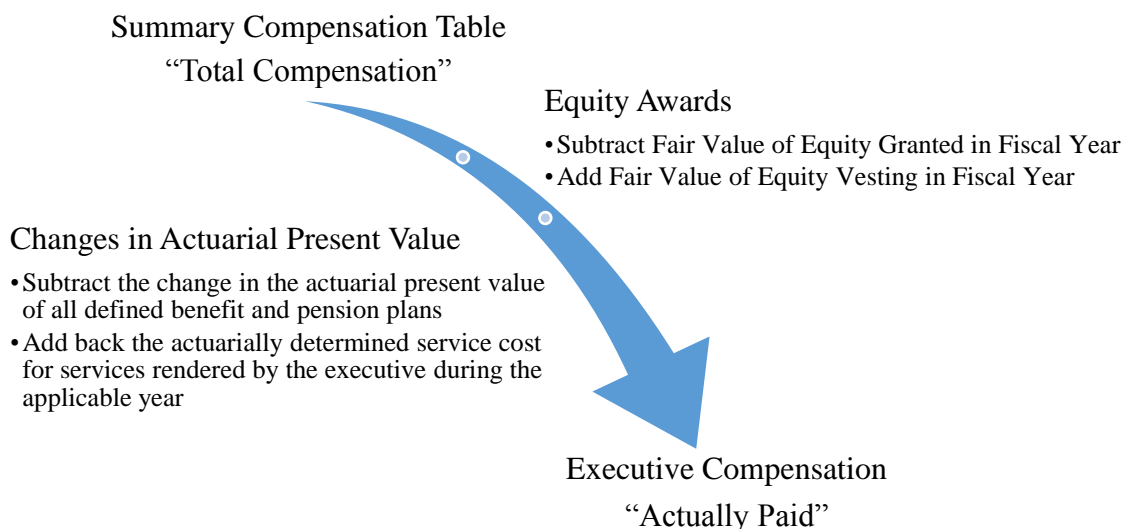 Summary Compensation Table
“Total Compensation”
Equity Awards
•Subtract Fair Value of Equity Granted in Fiscal Year
•Add Fair Value of Equity Vesting in Fiscal Year
Changes in Actuarial Present Value
•Subtract the change in the actuarial present value
of all defined benefit and pension plans
•Add back the actuarially determined service cost
for services rendered by the executive during the
applicable year
Executive Compensation
“Actually Paid”